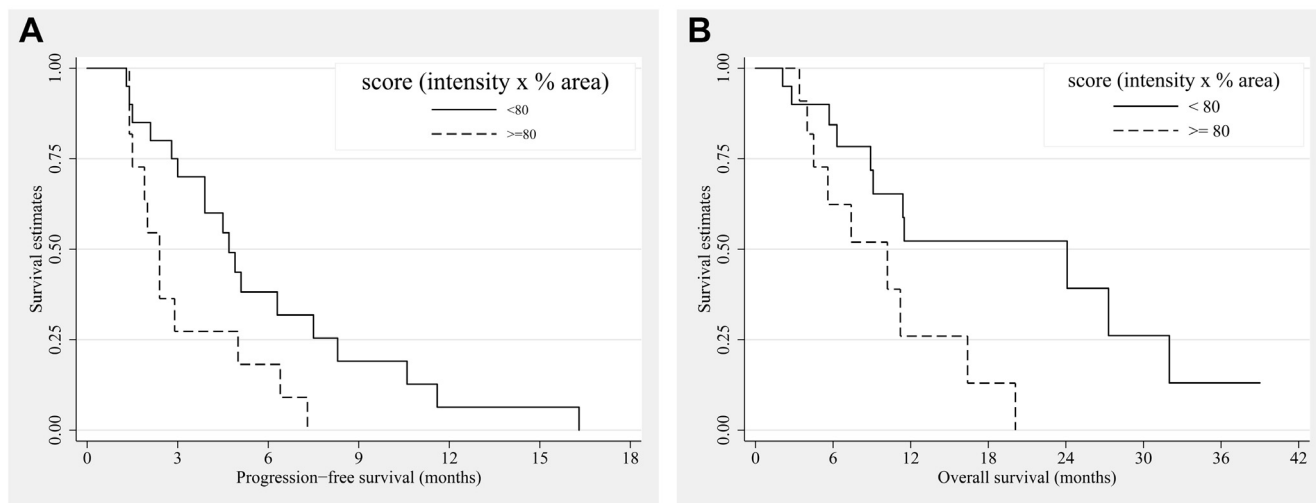 A
score (intensity x % area)
<80
>=80
Survival estimates
1.00
0.75
0.50
0.25
0.00
0 3 6 9 12 15 18
Progression-free survival (months)
B
score (intensity x % area)
< 80
>= 80
Survival estimates
1.00
0.75
0.50
0.25
0.00
0 6 12 18 24 30 36 42
Overall survival (months)